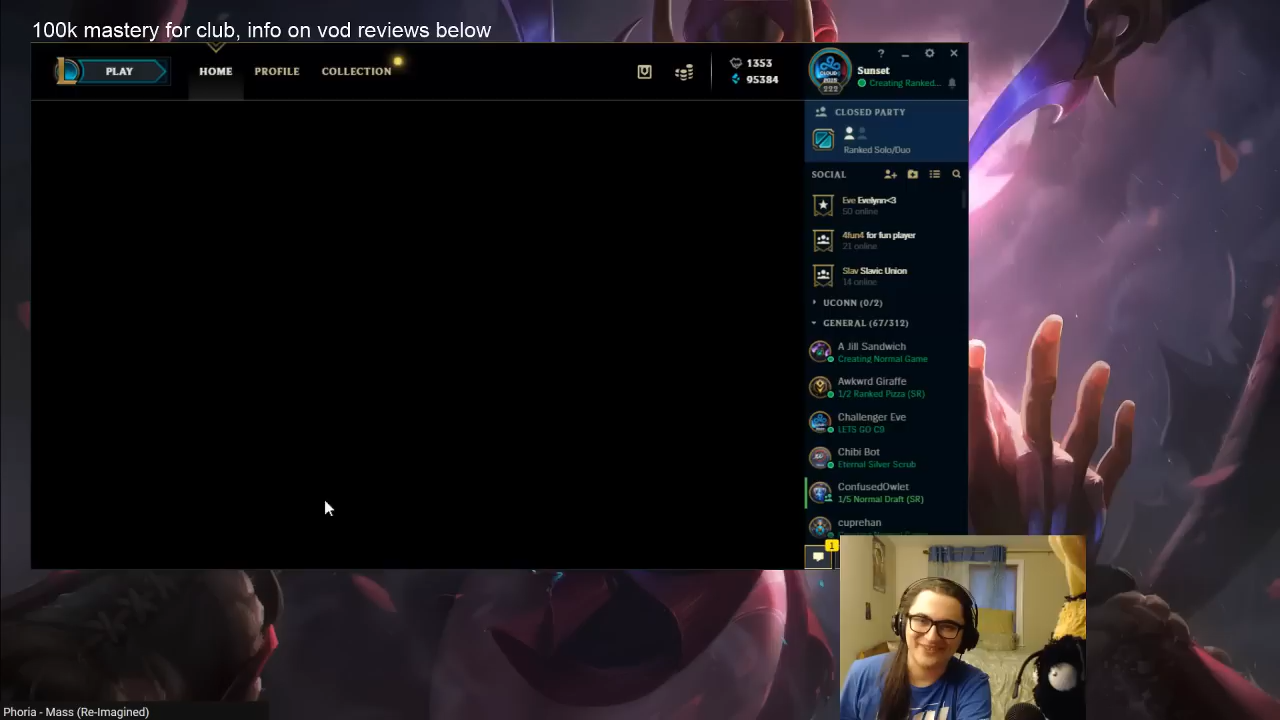 100k mastery for club, info on vod reviews below
PLAY
HOME
PROFILE
COLLECTION
1353
95384
?
Sunset
Creating Ranked...
222
CLOSED PARTY
Ranked Solo/Duo
SOCIAL
Eve Evelynn<3
50 online
4fun4 for fun player
21 online
Slav Slavic Union
14 online
UCONN (0/2)
GENERAL (67/312)
A Jill Sandwich
Creating Normal Game
Awkwrd Giraffe
1/2 Ranked Pizza (SR)
Challenger Eve
LETS GO C9
Chibi Bot
Eternal Silver Scrub
ConfusedOwlet
1/5 Normal Draft (SR)
cuprehan
1
Phoria - Mass (Re-Imagined)